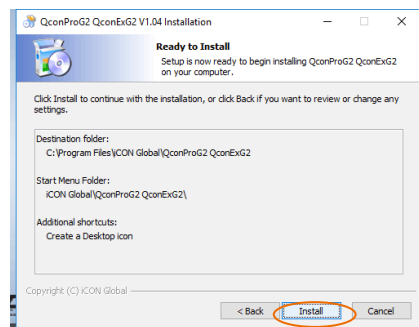 QconProG2 QconExG2 V1.04 Installation
Ready to Install
Setup is now ready to begin installing QconProG2 QconExG2
on your computer.
Click Install to continue with the installation, or click Back if you want to review or change any
settings.
Destination folder:
C:\Program Files\iCON Global\QconProG2 QconExG2
Start Menu Folder:
iCON Global\QconProG2 QconExG2\
Additional shortcuts:
Create a Desktop icon
Copyright (C) iCON Global
< Back Install Cancel